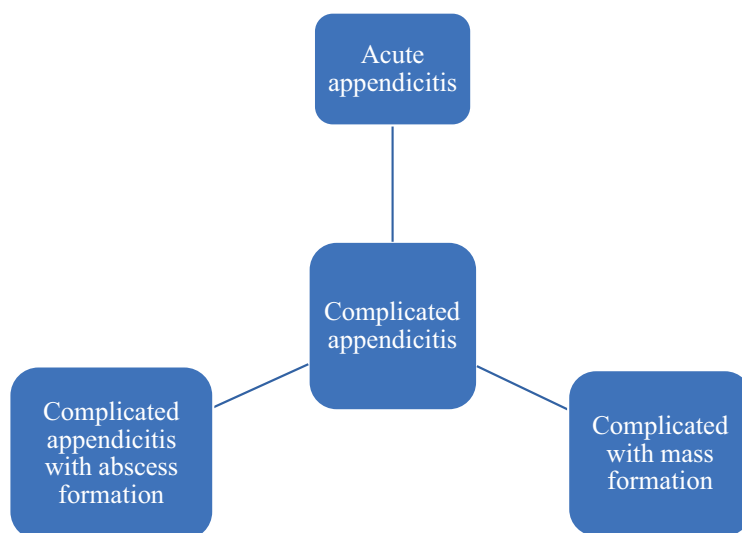 Acute
appendicitis
Complicated
appendicitis
Complicated
appendicitis
with abscess
formation
Complicated
with mass
formation